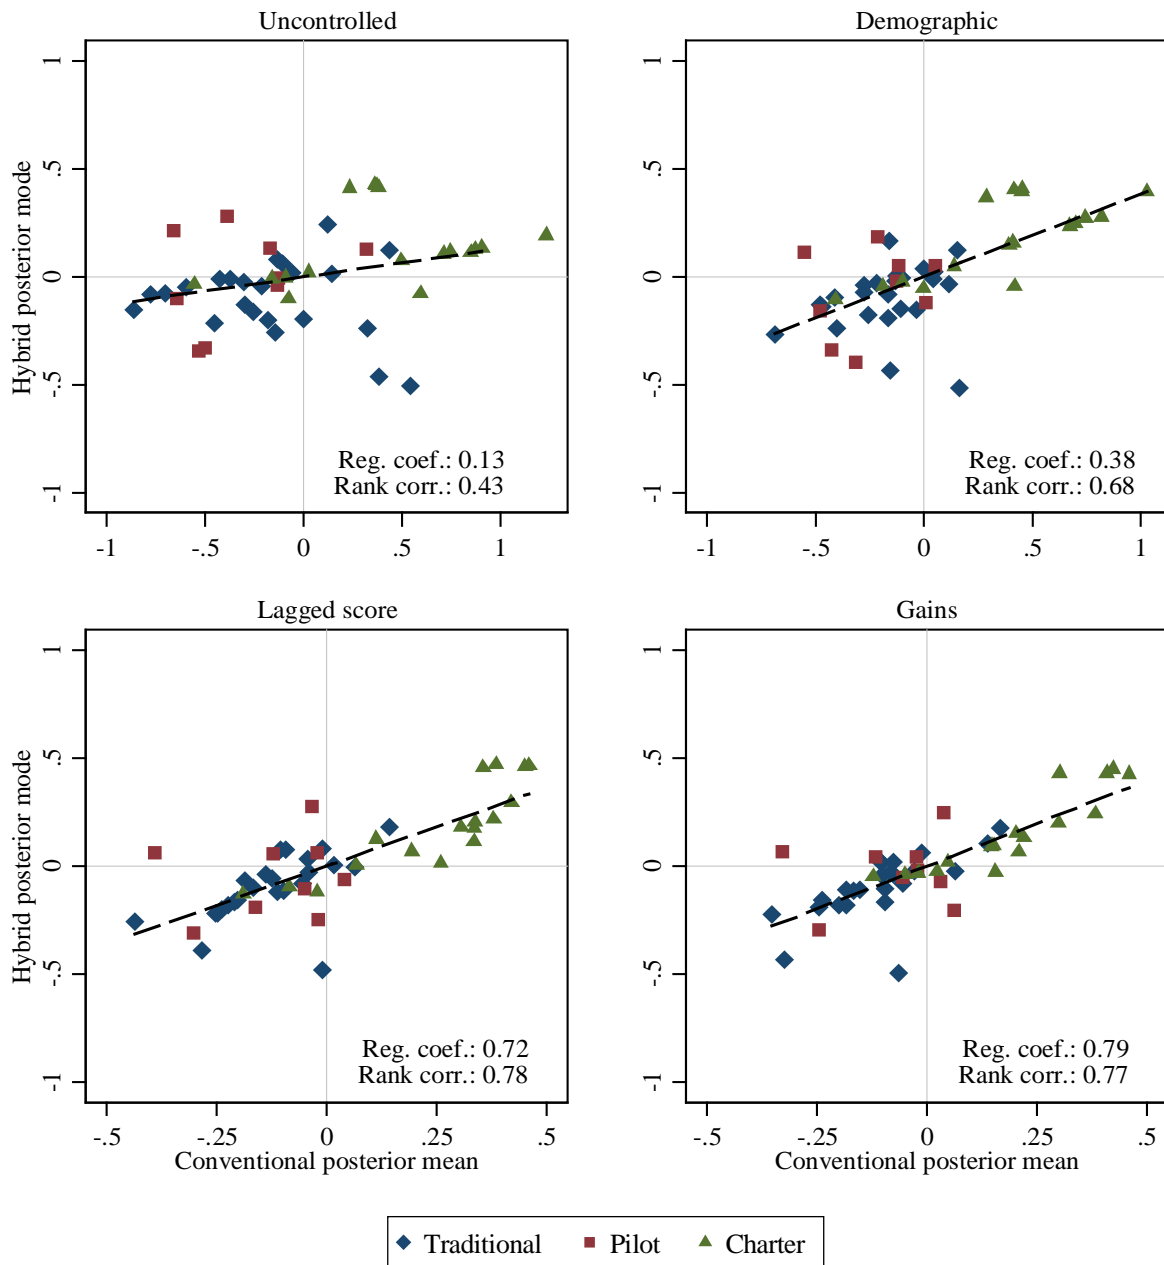 Uncontrolled
Demographic
Hybrid posterior mode
1
.5
0
-.5
-1
Reg. coef.: 0.13
Rank corr.: 0.43
-1
-.5
0
.5
1
1
.5
0
-.5
-1
Reg. coef.: 0.38
Rank corr.: 0.68
-1
-.5
0
.5
1
Lagged score
Gains
Hybrid posterior mode
1
.5
0
-.5
-1
Reg. coef.: 0.72
Rank corr.: 0.78
-.5
-.25
0
.25
.5
Conventional posterior mean
1
.5
0
-.5
-1
Reg. coef.: 0.79
Rank corr.: 0.77
-.5
-.25
0
.25
.5
Conventional posterior mean
Traditional
Pilot
Charter